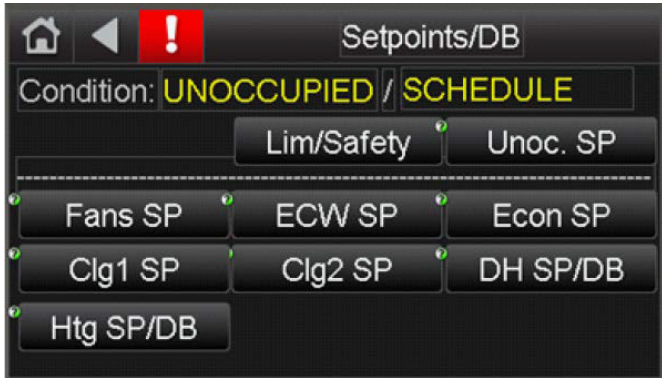 ! Setpoints/DB
Condition: UNOCCUPIED / SCHEDULE
Lim/Safety Unoc. SP
Fans SP ECW SP Econ SP
Clg1 SP Clg2 SP DH SP/DB
Htg SP/DB